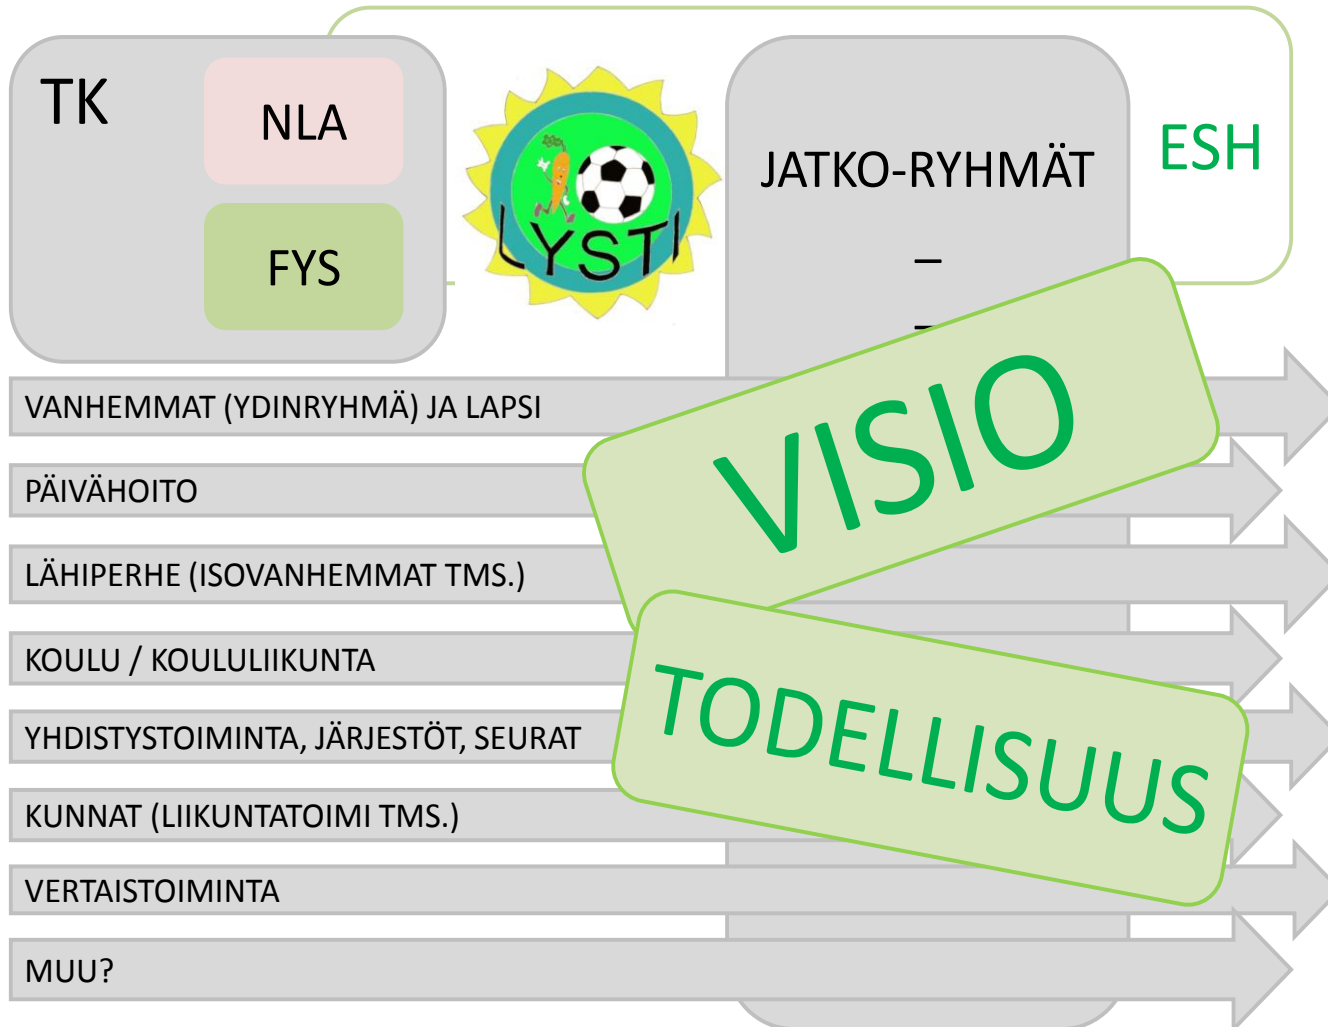 TK
NLA
FYS
LYSTI
JATKO-RYHMÄT
–
–
ESH
VISIO
TODELLISUUS
VANHEMMAT (YDINRYHMÄ) JA LAPSI
PÄIVÄHOITO
LÄHIPERHE (ISOVANHEMMAT TMS.)
KOULU / KOULULIIKUNTA
YHDISTYSTOIMINTA, JÄRJESTÖT, SEURAT
KUNNAT (LIIKUNTATOIMI TMS.)
VERTAISTOIMINTA
MUU?